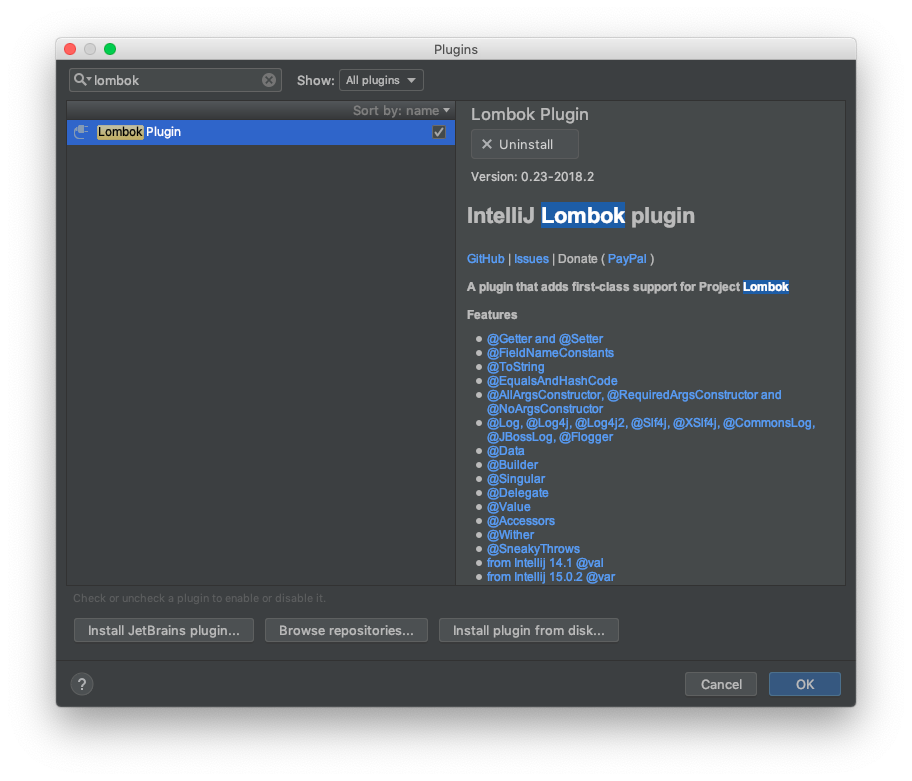 Plugins
lombok
Show: All plugins
Sort by: name
Lombok Plugin
Lombok Plugin
Uninstall
Version: 0.23-2018.2
IntelliJ Lombok plugin
GitHub | Issues | Donate ( PayPal )
A plugin that adds first-class support for Project Lombok
Features
@Getter and @Setter
@FieldNameConstants
@ToString
@EqualsAndHashCode
@AllArgsConstructor, @RequiredArgsConstructor and
@NoArgsConstructor
@Log, @Log4j, @Log4j2, @Slf4j, @XSlf4j, @CommonsLog,
@JBossLog, @Flogger
@Data
@Builder
@Singular
@Delegate
@Value
@Accessors
@Wither
@SneakyThrows
from Intellij 14.1 @val
from Intellij 15.0.2 @var
Check or uncheck a plugin to enable or disable it.
Install JetBrains plugin...
Browse repositories...
Install plugin from disk...
?
Cancel
OK